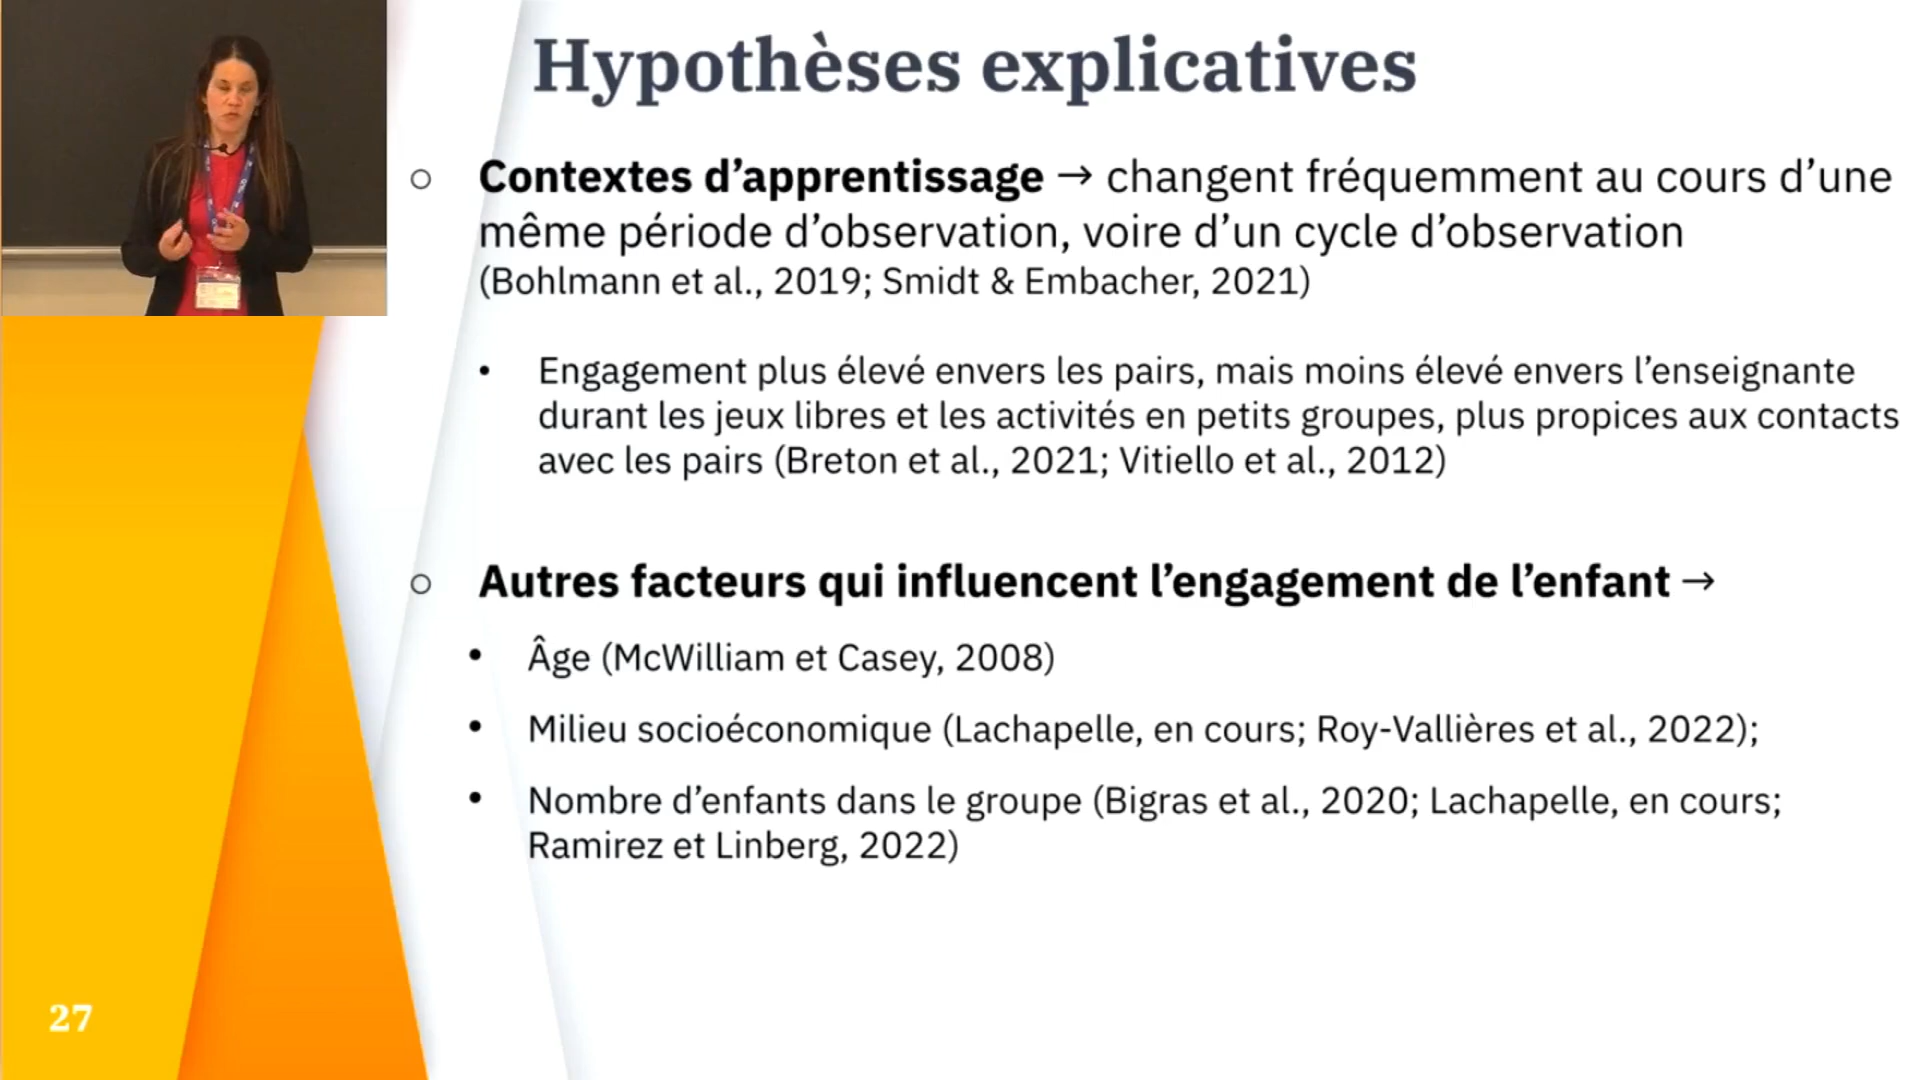 Hypothèses explicatives
○ Contextes d’apprentissage → changent fréquemment au cours d’une
même période d’observation, voire d’un cycle d’observation
(Bohlmann et al., 2019; Smidt & Embacher, 2021)
• Engagement plus élevé envers les pairs, mais moins élevé envers l’enseignante
durant les jeux libres et les activités en petits groupes, plus propices aux contacts
avec les pairs (Breton et al., 2021; Vitiello et al., 2012)
○ Autres facteurs qui influencent l’engagement de l’enfant →
• Âge (McWilliam et Casey, 2008)
• Milieu socioéconomique (Lachapelle, en cours; Roy-Vallières et al., 2022);
• Nombre d’enfants dans le groupe (Bigras et al., 2020; Lachapelle, en cours;
Ramirez et Linberg, 2022)
27